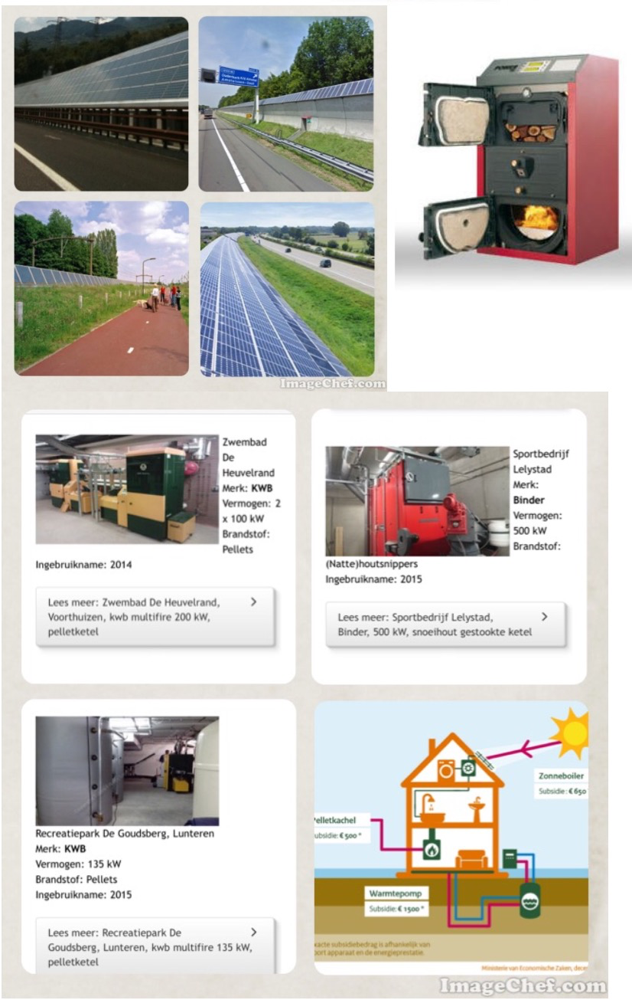 ImageChef.com
Zwembad
De
Heuvelrand
Merk: KWB
Vermogen: 2
x 100 kW
Brandstof:
Pellets
Ingebruikname: 2014
Lees meer: Zwembad De Heuvelrand,
Voorthuizen, kwb multifire 200 kW,
pelletketel
Sportbedrijf
Lelystad
Merk:
Binder
Vermogen:
500 kW
Brandstof:
(Natte)houtsnippers
Ingebruikname: 2015
Lees meer: Sportbedrijf Lelystad,
Binder, 500 kW, snoeihout gestookte ketel
Recreatiepark De Goudsberg, Lunteren
Merk: KWB
Vermogen: 135 kW
Brandstof: Pellets
Ingebruikname: 2015
Lees meer: Recreatiepark De
Goudsberg, Lunteren, kwb multifire 135 kW,
pelletketel
Zonneboiler
Subsidie: € 650
elletkachel
ubsidie: € 500 *
Warmtepomp
Subsidie: € 1500 *
xacte subsidiebedrag is afhankelijk van
oort apparaat en de energieprestatie.
Ministerie van Economische Zaken, dece
ImageChef.com